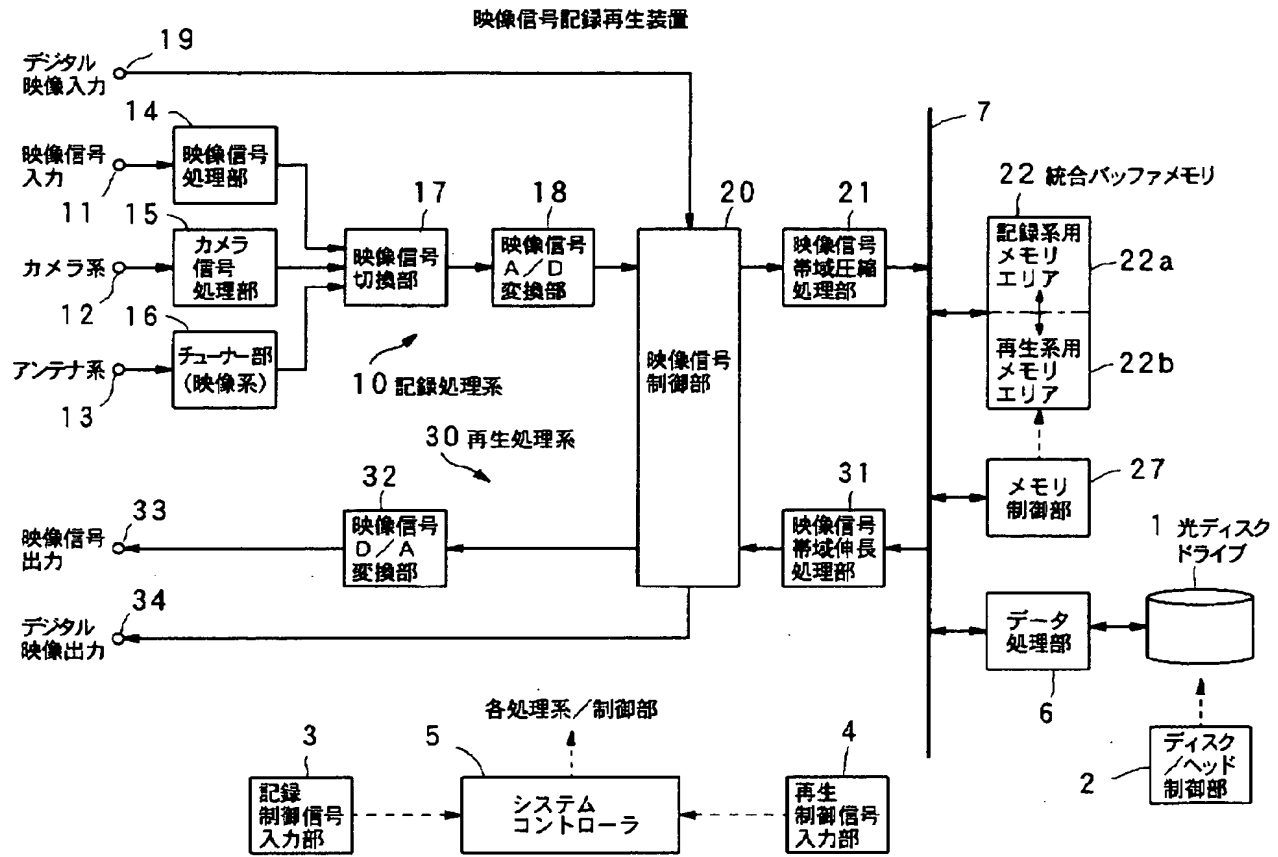 映像信号記録再生装置
19
デジタル
映像入力
14
映像信号
処理部
映像信号
入力
11
15
カメラ
信号
処理部
カメラ系
12
16
チューナー部
(映像系)
アンテナ系
13
17
映像信号
切換部
18
映像信号
A/D
変換部
10 記録処理系
20
映像信号
制御部
21
映像信号
帯域圧縮
処理部
7
22 統合バッファメモリ
記録系用
メモリ
エリア
22a
再生系用
メモリ
エリア
22b
30 再生処理系
32
映像信号
D/A
変換部
33
映像信号
出力
34
デジタル
映像出力
31
映像信号
帯域伸長
処理部
27
メモリ
制御部
1 光ディスク
ドライブ
データ
処理部
6
2
ディスク
/ヘッド
制御部
各処理系/制御部
3
記録
制御信号
入力部
5
システム
コントローラ
4
再生
制御信号
入力部